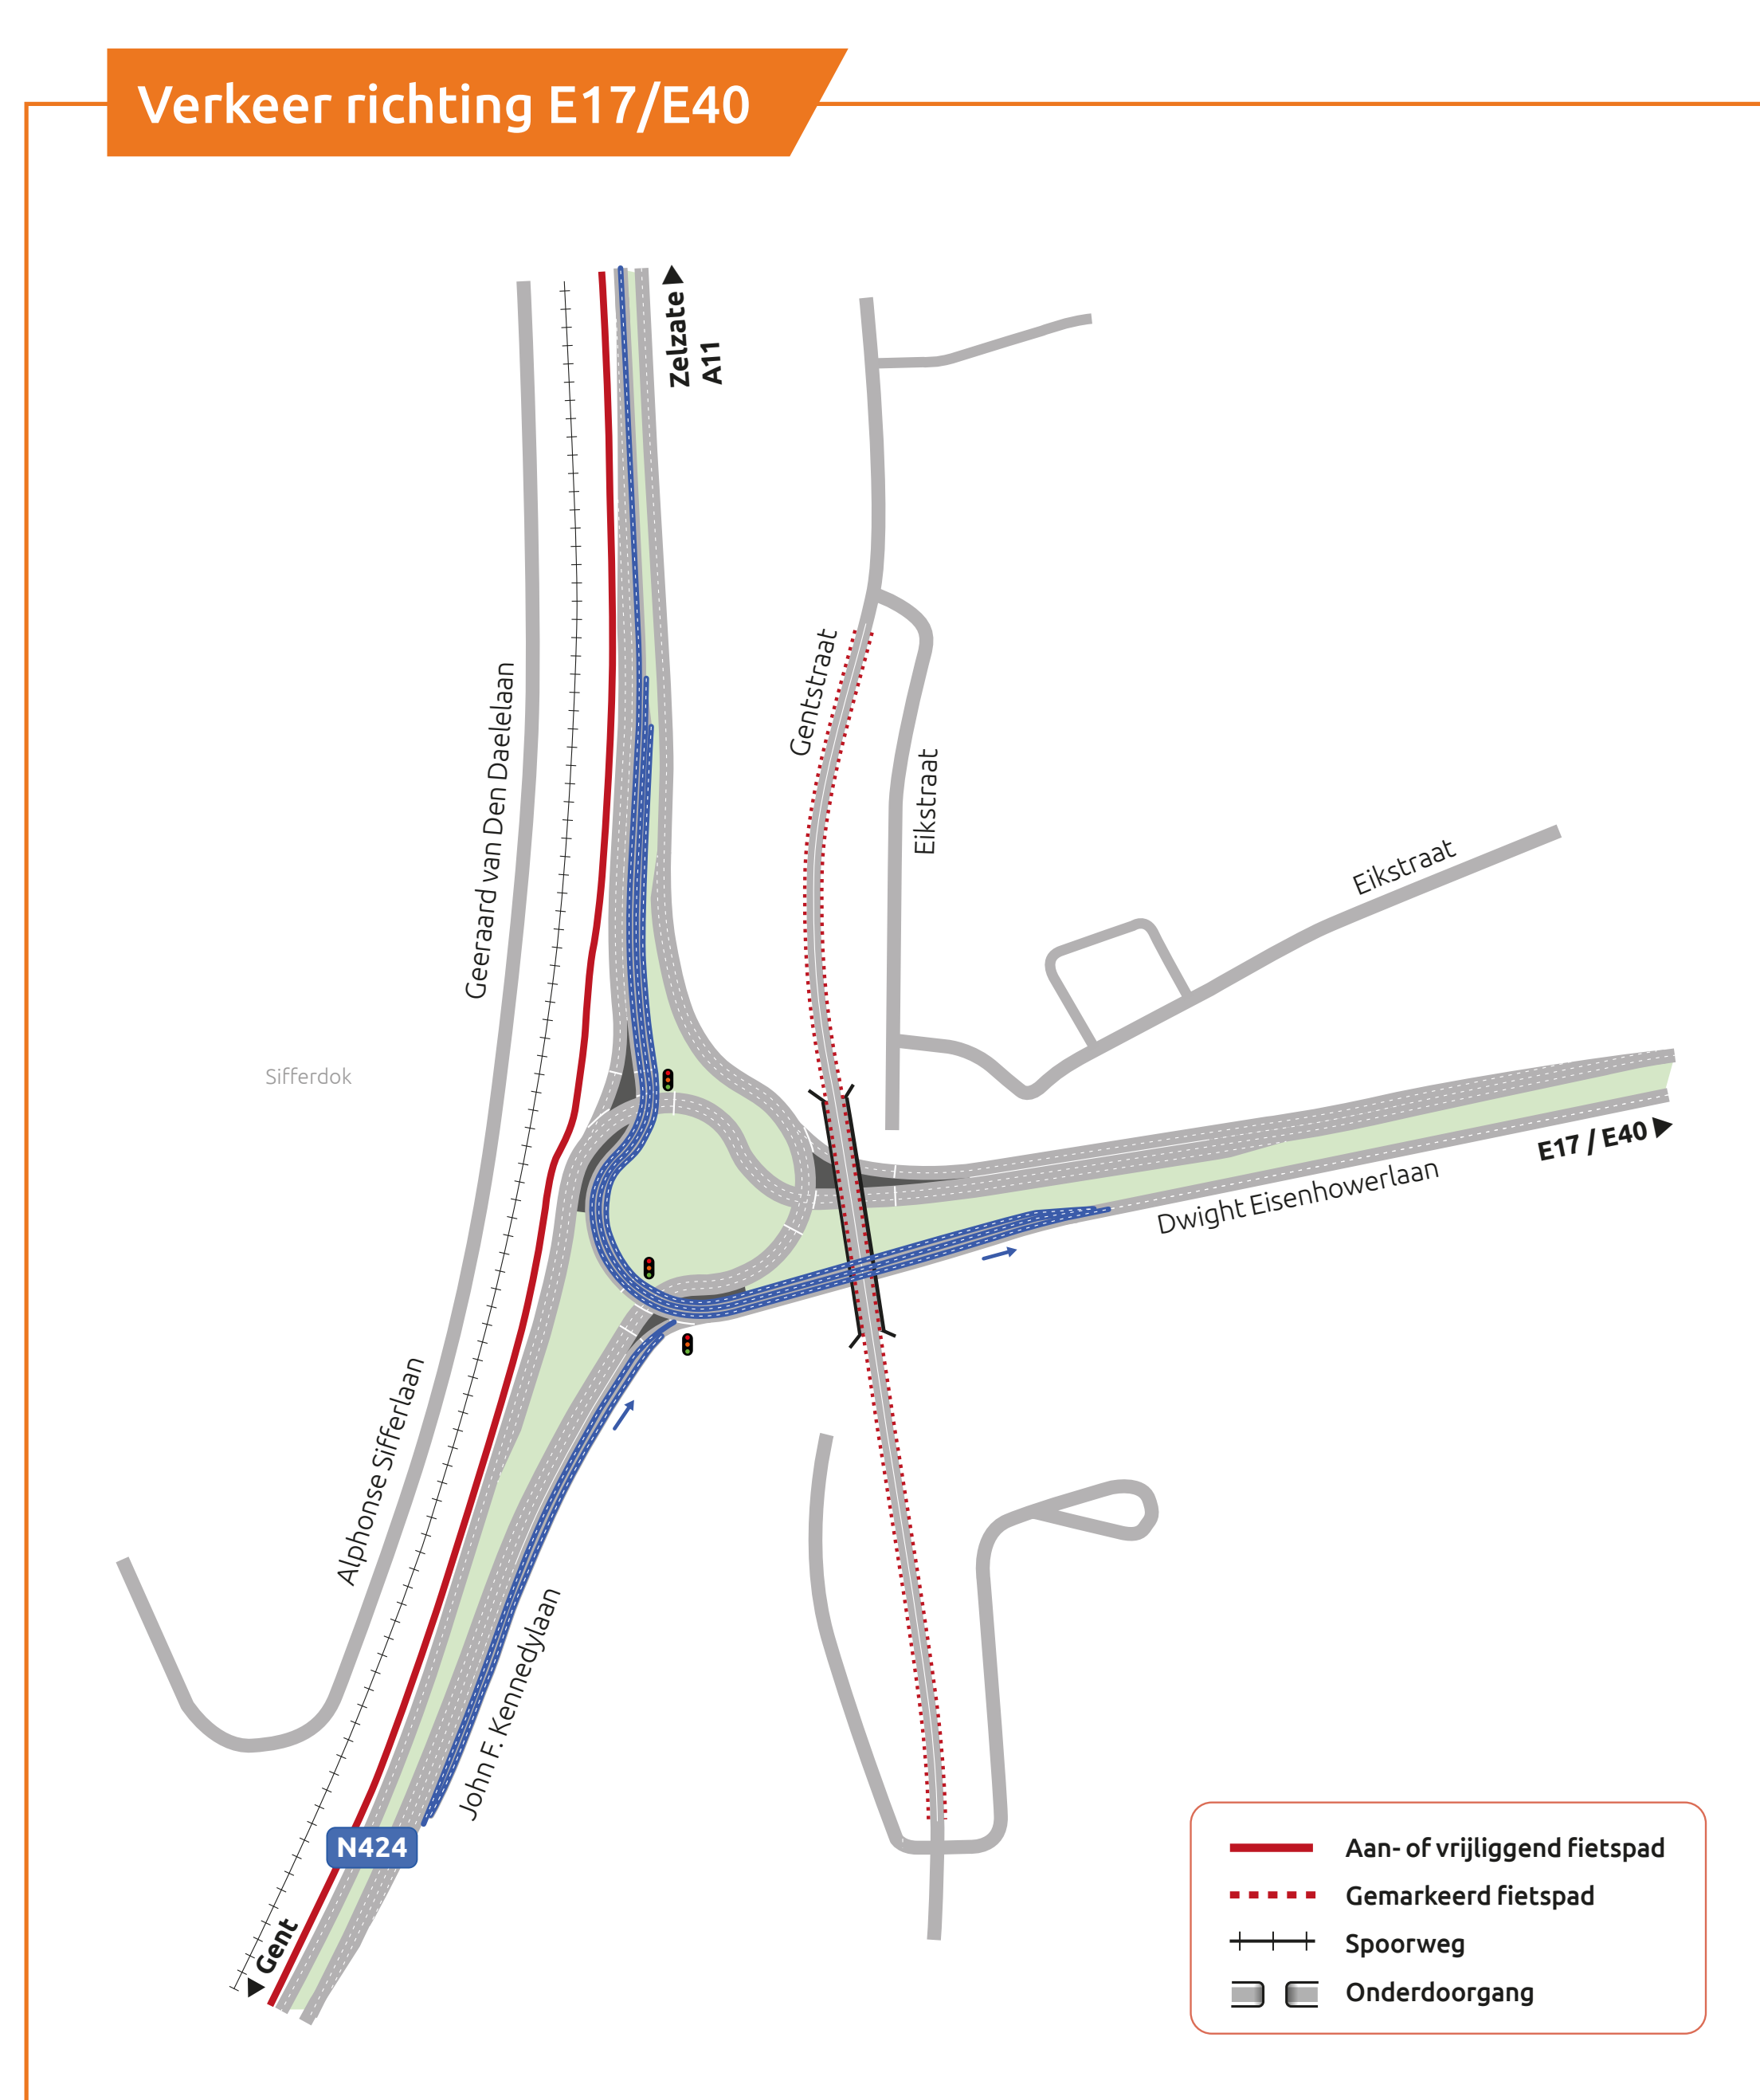 Verkeer richting E17/E40
Zelzate
A11
Gentstraat
Geeraard van Den Daelelaan
Eikstraat
Eikstraat
Sifferdok
E17 / E40
Dwight Eisenhowerlaan
Alphonse Sifferlaan
John F. Kennedylaan
N424
Gent
Aan- of vrijliggend fietspad
Gemarkeerd fietspad
Spoorweg
Onderdoorgang